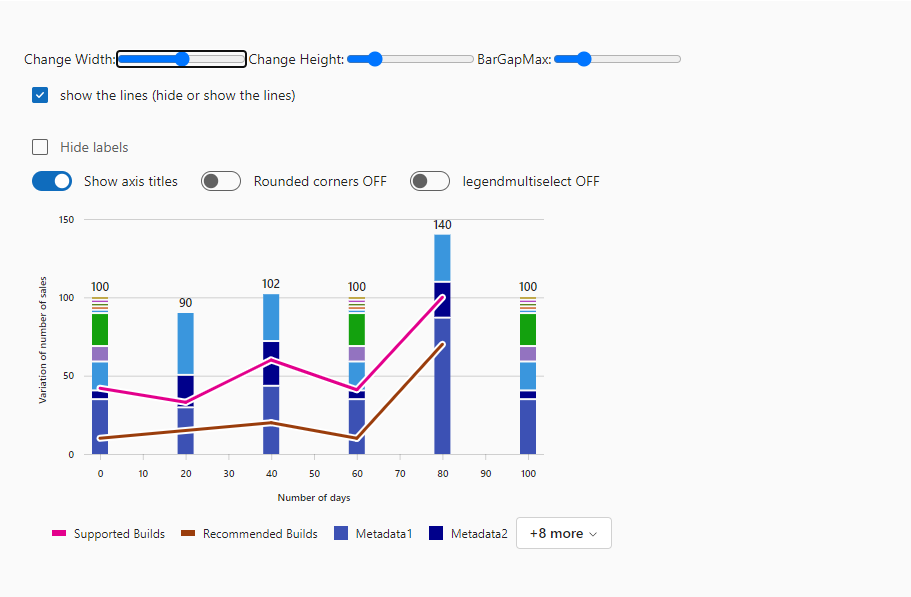 Change Width: Change Height: BarGapMax:
show the lines (hide or show the lines)
Hide labels
Show axis titles Rounded corners OFF legendmultiselect OFF
150
140
102
100 100 100
90
100
50
0
Variation of number of sales
0 10 20 30 40 50 60 70 80 90 100
Number of days
Supported Builds Recommended Builds Metadata1 Metadata2 +8 more